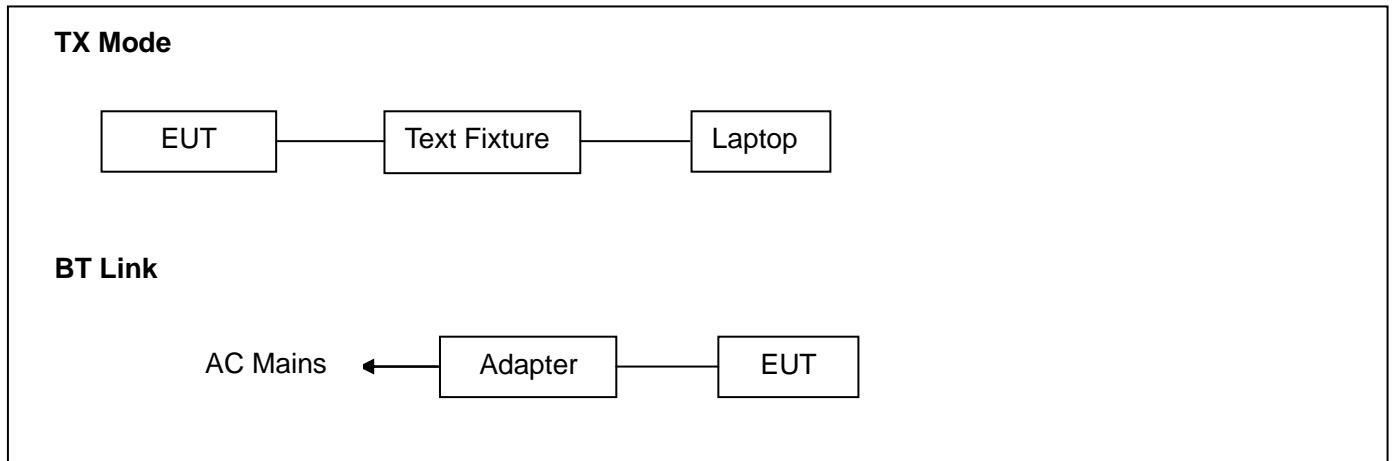 TX Mode
EUT Text Fixture Laptop
BT Link
AC Mains Adapter EUT